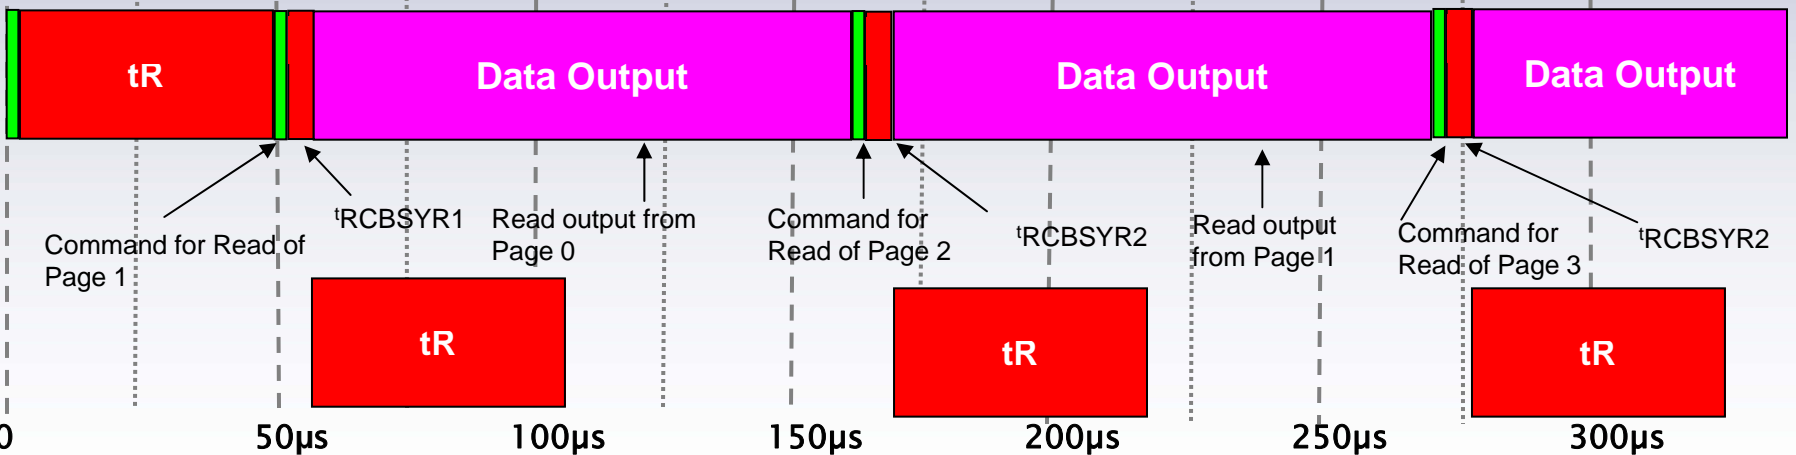 tR
Data Output
Data Output
Data Output
Command for Read of
Page 1
tRCBSYR1
Read output from
Page 0
Command for
Read of Page 2
tRCBSYR2
Read output
from Page 1
Command for
Read of Page 3
tRCBSYR2
tR
tR
tR
0
50µs
100µs
150µs
200µs
250µs
300µs